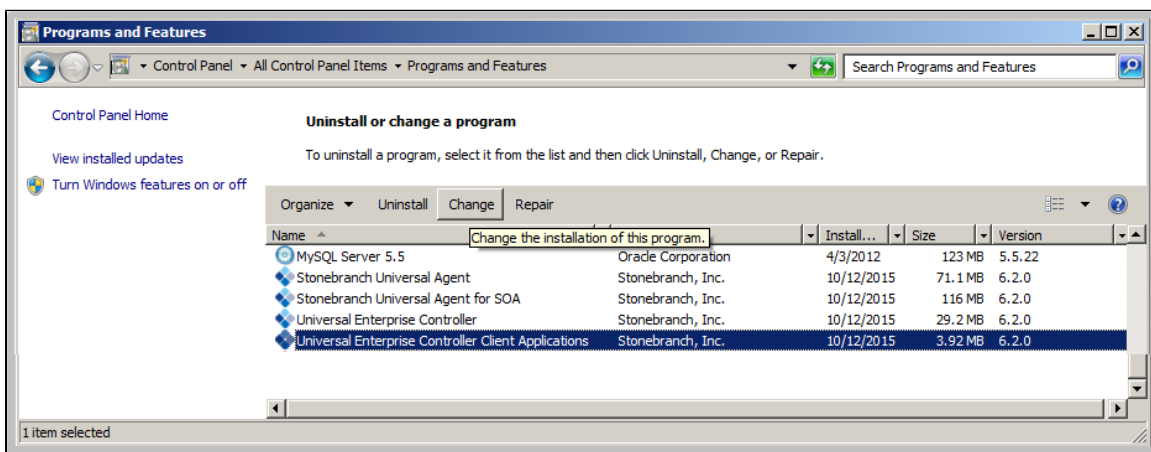 Programs and Features
Control Panel All Control Panel Items Programs and Features Search Programs and Features
Control Panel Home
View installed updates
Turn Windows features on or off
Uninstall or change a program
To uninstall a program, select it from the list and then click Uninstall, Change, or Repair.
Organize Uninstall Change Repair
Name Install... Size Version
Change the installation of this program.
MySQL Server 5.5 Oracle Corporation 4/3/2012 123 MB 5.5.22
Stonebranch Universal Agent Stonebranch, Inc. 10/12/2015 71.1 MB 6.2.0
Stonebranch Universal Agent for SOA Stonebranch, Inc. 10/12/2015 116 MB 6.2.0
Universal Enterprise Controller Stonebranch, Inc. 10/12/2015 29.2 MB 6.2.0
Universal Enterprise Controller Client Applications Stonebranch, Inc. 10/12/2015 3.92 MB 6.2.0
1 item selected